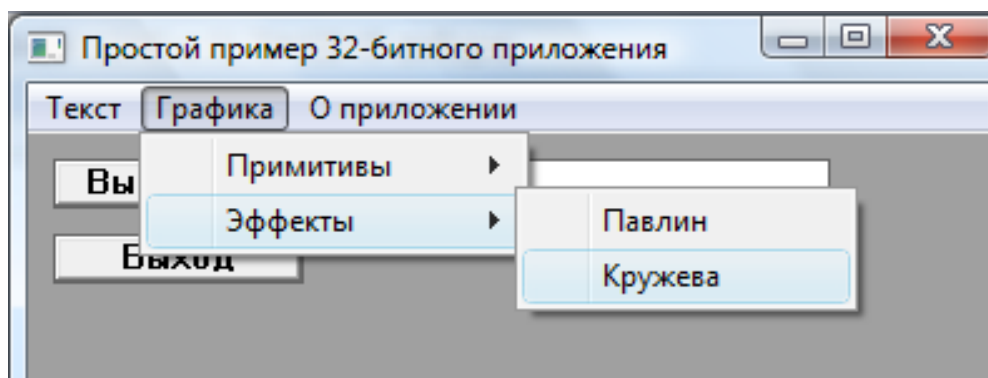 Простой пример 32-битного приложения
Текст Графика О приложении
Примитивы
Эффекты
Павлин
Кружева
Выход